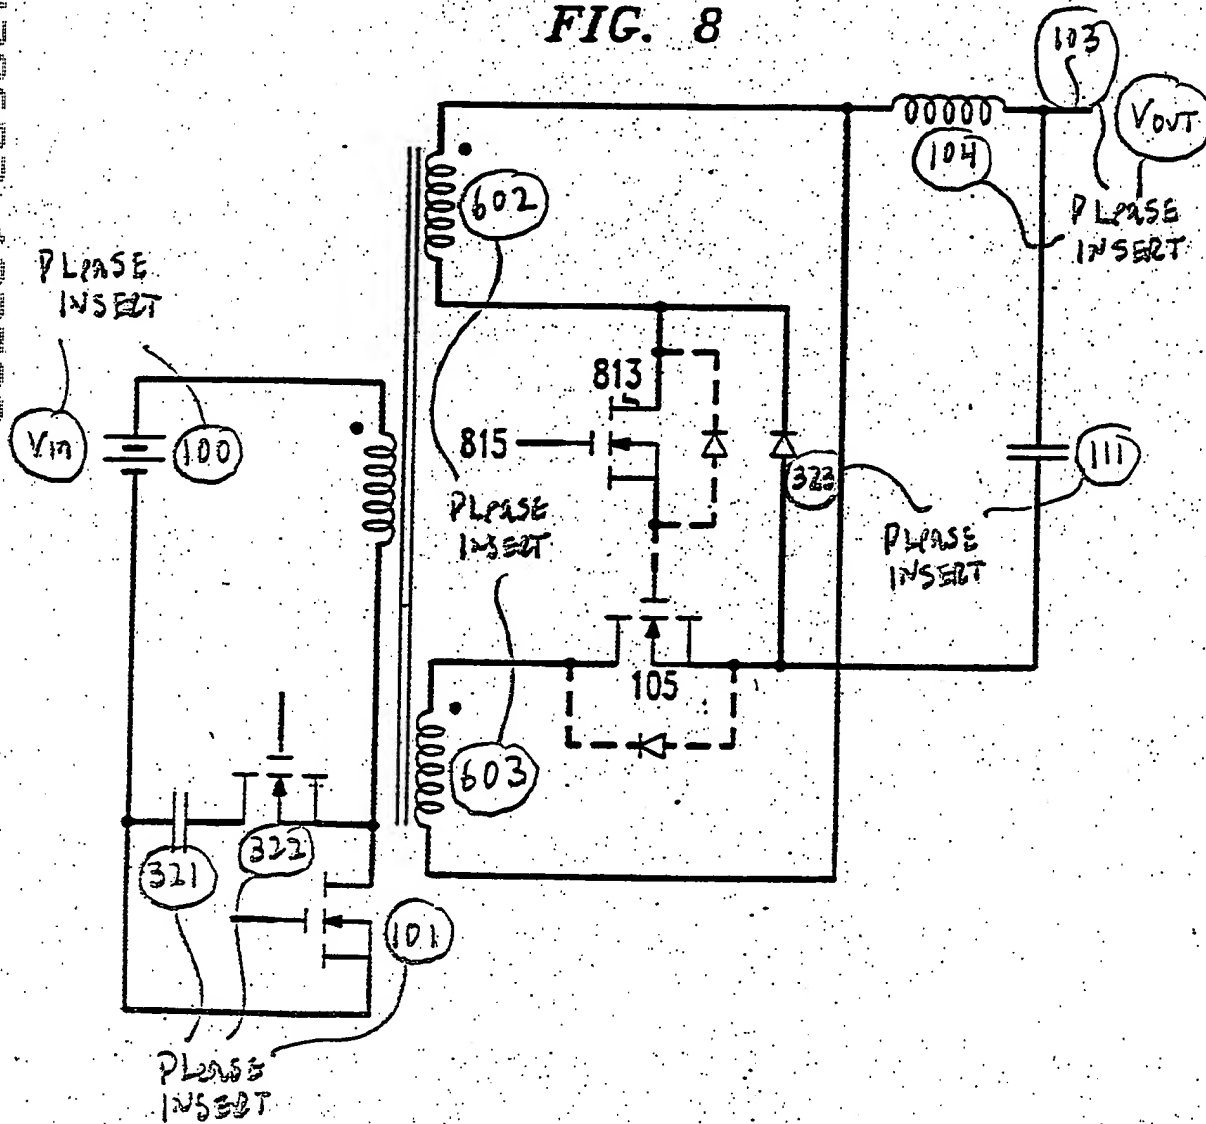 FIG. 8
103
VOUT
104
PLEASE
INSERT
602
PLEASE
INSERT
Vin
100
813
815
323
111
PLEASE
INSERT
PLEASE
INSERT
105
603
322
321
101
PLEASE
INSERT